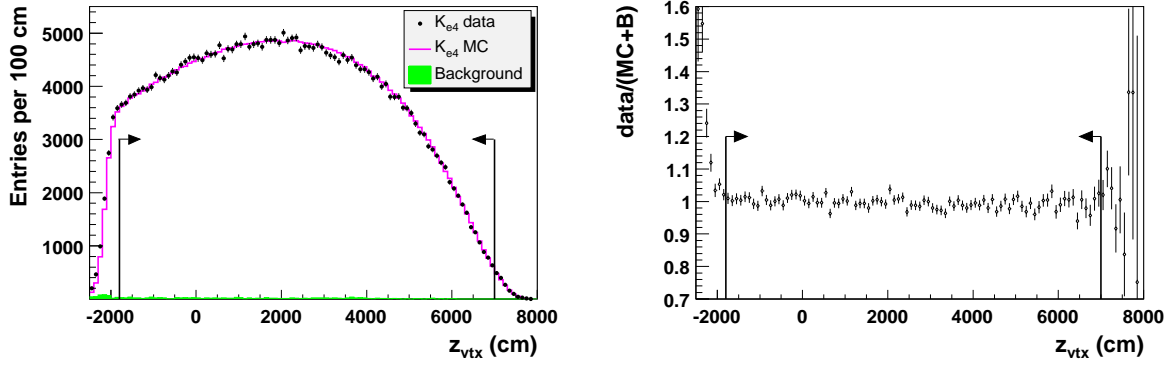 Entries per 100 cm
5000
4000
3000
2000
1000
K_e4 data
K_e4 MC
Background
-2000 0 2000 4000 6000 8000
z_vtx (cm)
data/(MC+B)
1.6
1.5
1.4
1.3
1.2
1.1
1
0.9
0.8
0.7
-2000 0 2000 4000 6000 8000
z_vtx (cm)